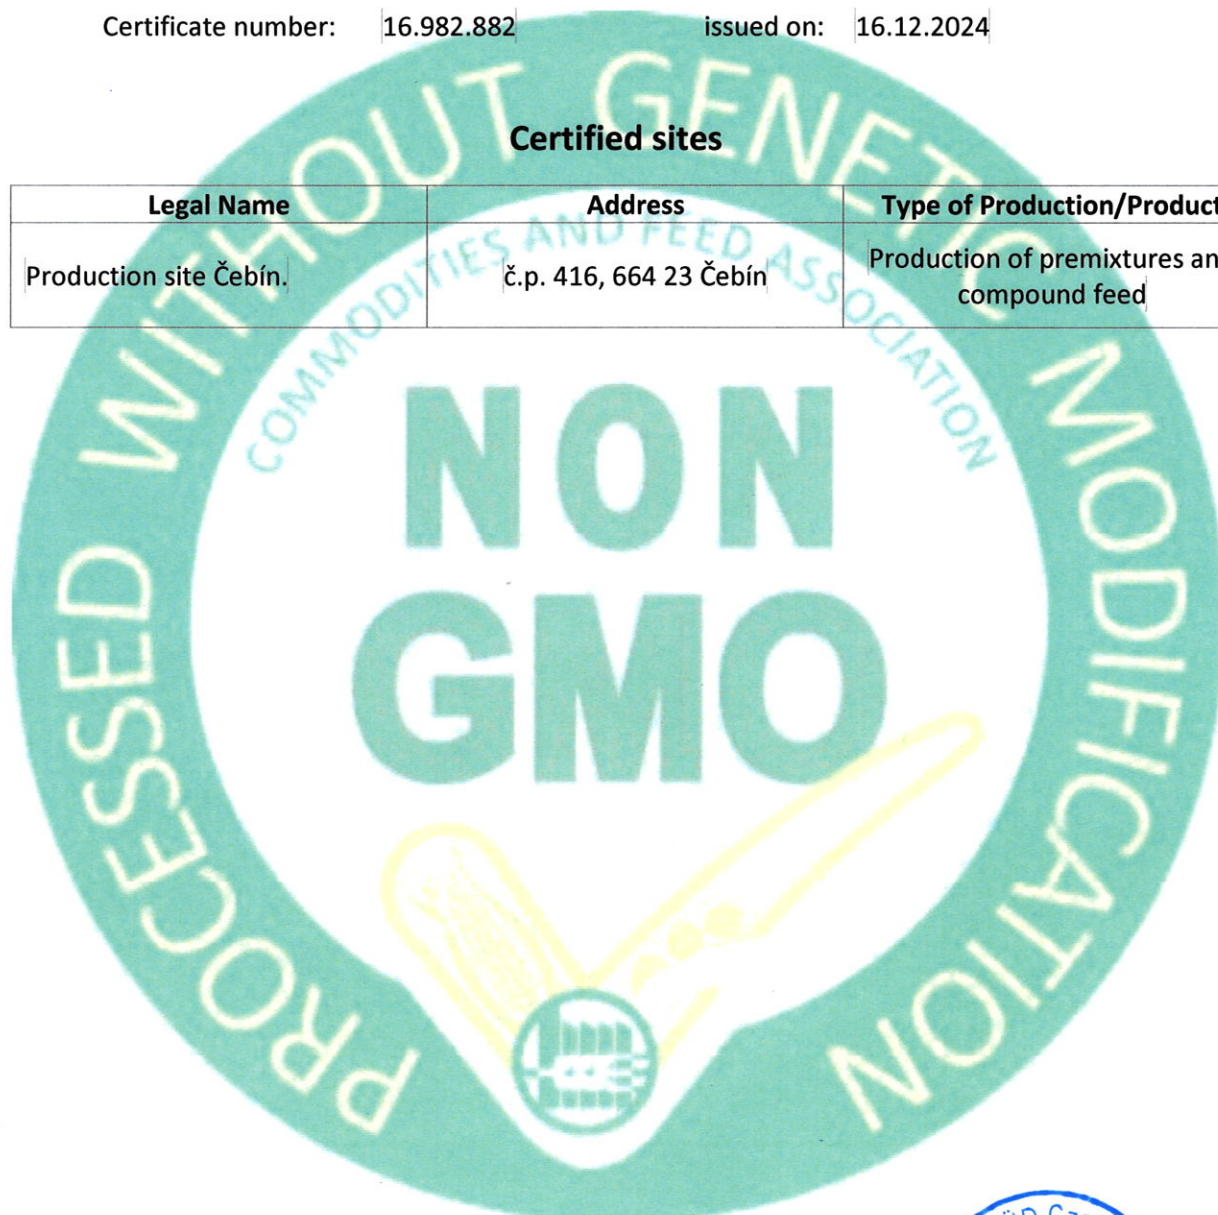 Certificate number: 16.982.882 issued on: 16.12.2024
Certified sites
Legal Name Address Type of Production/Product
Production site Čebín. č.p. 416, 664 23 Čebín Production of premixtures an
compound feed
PROCESSED WITHOUT GENETIC MODIFICATION
COMMODITIES AND FEED ASSOCIATION
NON
GMO